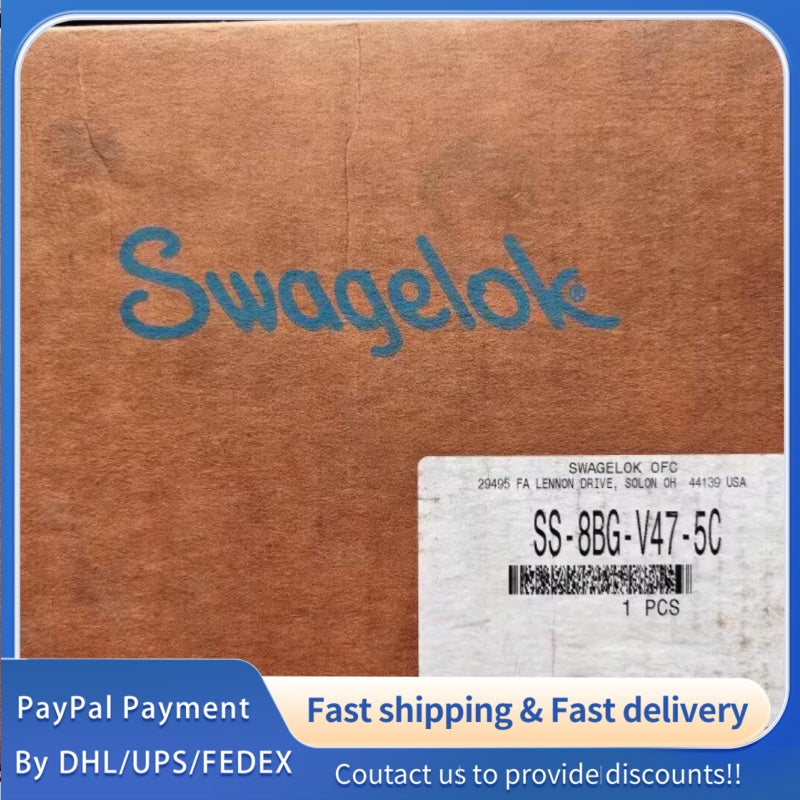 Swagelok®
SWAGELOK OFC
29495 FA LENNON DRIVE, SOLON OH 44139 USA
SS-8BG-V47-5C
1 PCS
PayPal Payment
By DHL/UPS/FEDEX
Fast shipping & Fast delivery
Coutact us to provide discounts!!